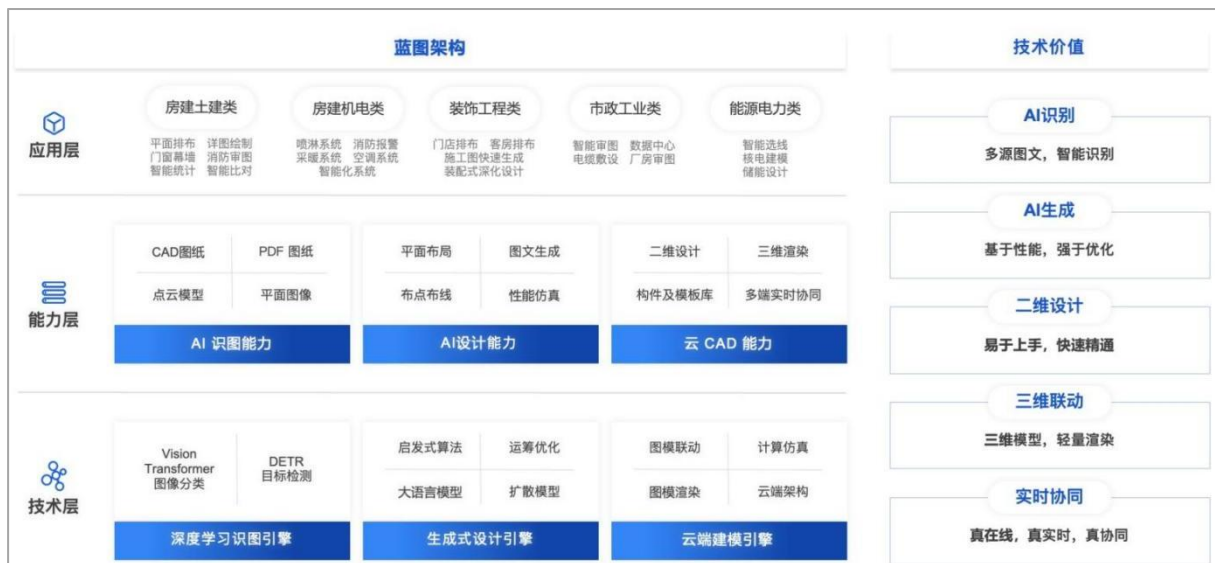 蓝图架构
技术价值
应用层
房建土建类
平面排布 详图绘制
门窗幕墙 消防审图
智能统计 智能比对
房建机电类
喷淋系统 消防报警
采暖系统 空调系统
智能化系统
装饰工程类
门店排布 客房排布
施工图快速生成
装配式深化设计
市政工业类
智能审图 数据中心
电缆敷设 厂房审图
能源电力类
智能选线
核电建模
储能设计
能力层
CAD图纸 PDF 图纸
点云模型 平面图像
AI 识图能力
平面布局 图文生成
布点布线 性能仿真
AI设计能力
二维设计 三维渲染
构件及模板库 多端实时协同
云 CAD 能力
技术层
Vision
Transformer
图像分类
DETR
目标检测
深度学习识图引擎
启发式算法 运筹优化
大语言模型 扩散模型
生成式设计引擎
图模联动 计算仿真
图模渲染 云端架构
云端建模引擎
AI识别
多源图文，智能识别
AI生成
基于性能，强于优化
二维设计
易于上手，快速精通
三维联动
三维模型，轻量渲染
实时协同
真在线，真实时，真协同